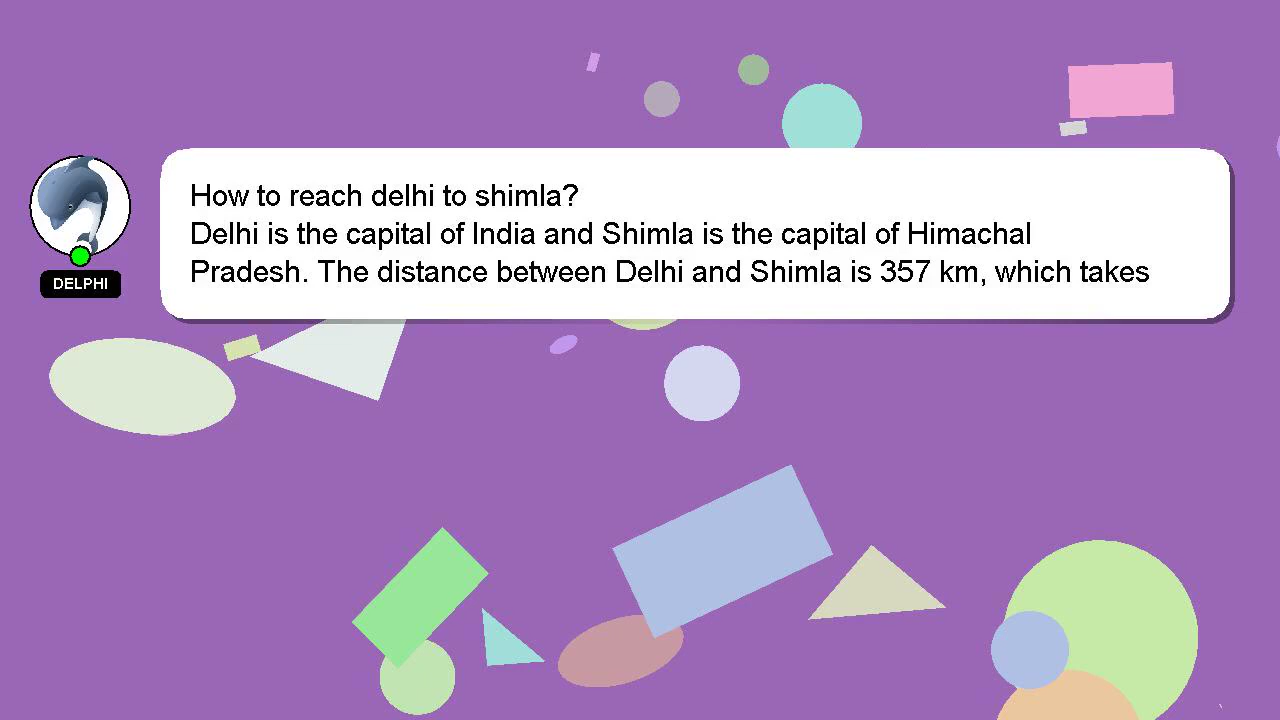 How to reach delhi to shimla?
Delhi is the capital of India and Shimla is the capital of Himachal
Pradesh. The distance between Delhi and Shimla is 357 km, which takes
DELPHI